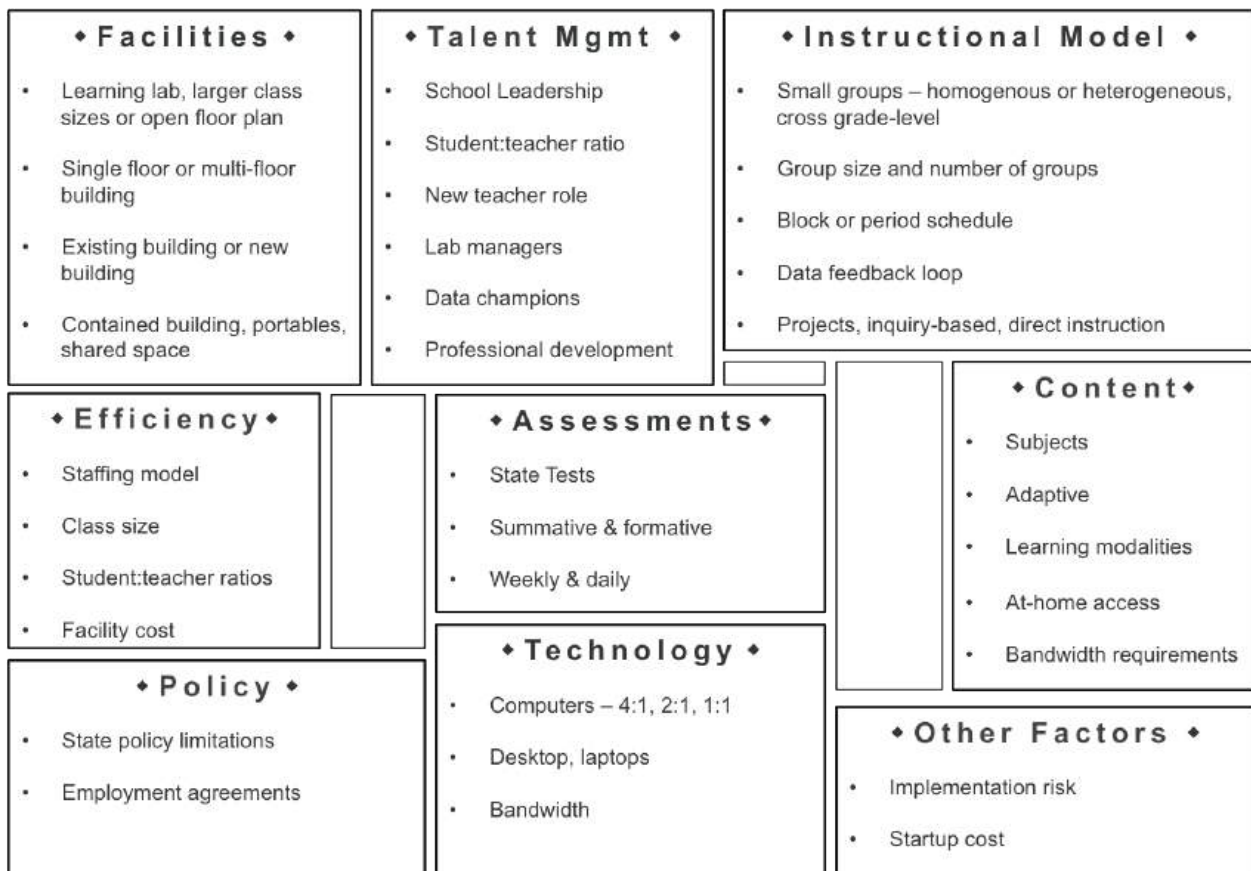 ◆ Facilities ◆
• Learning lab, larger class
sizes or open floor plan
• Single floor or multi-floor
building
• Existing building or new
building
• Contained building, portables,
shared space
◆ Talent Mgmt ◆
• School Leadership
• Student:teacher ratio
• New teacher role
• Lab managers
• Data champions
• Professional development
◆ Instructional Model ◆
• Small groups – homogenous or heterogeneous,
cross grade-level
• Group size and number of groups
• Block or period schedule
• Data feedback loop
• Projects, inquiry-based, direct instruction
◆ Efficiency ◆
• Staffing model
• Class size
• Student:teacher ratios
• Facility cost
◆ Assessments ◆
• State Tests
• Summative & formative
• Weekly & daily
◆ Content ◆
• Subjects
• Adaptive
• Learning modalities
• At-home access
• Bandwidth requirements
◆ Policy ◆
• State policy limitations
• Employment agreements
◆ Technology ◆
• Computers – 4:1, 2:1, 1:1
• Desktop, laptops
• Bandwidth
◆ Other Factors ◆
• Implementation risk
• Startup cost